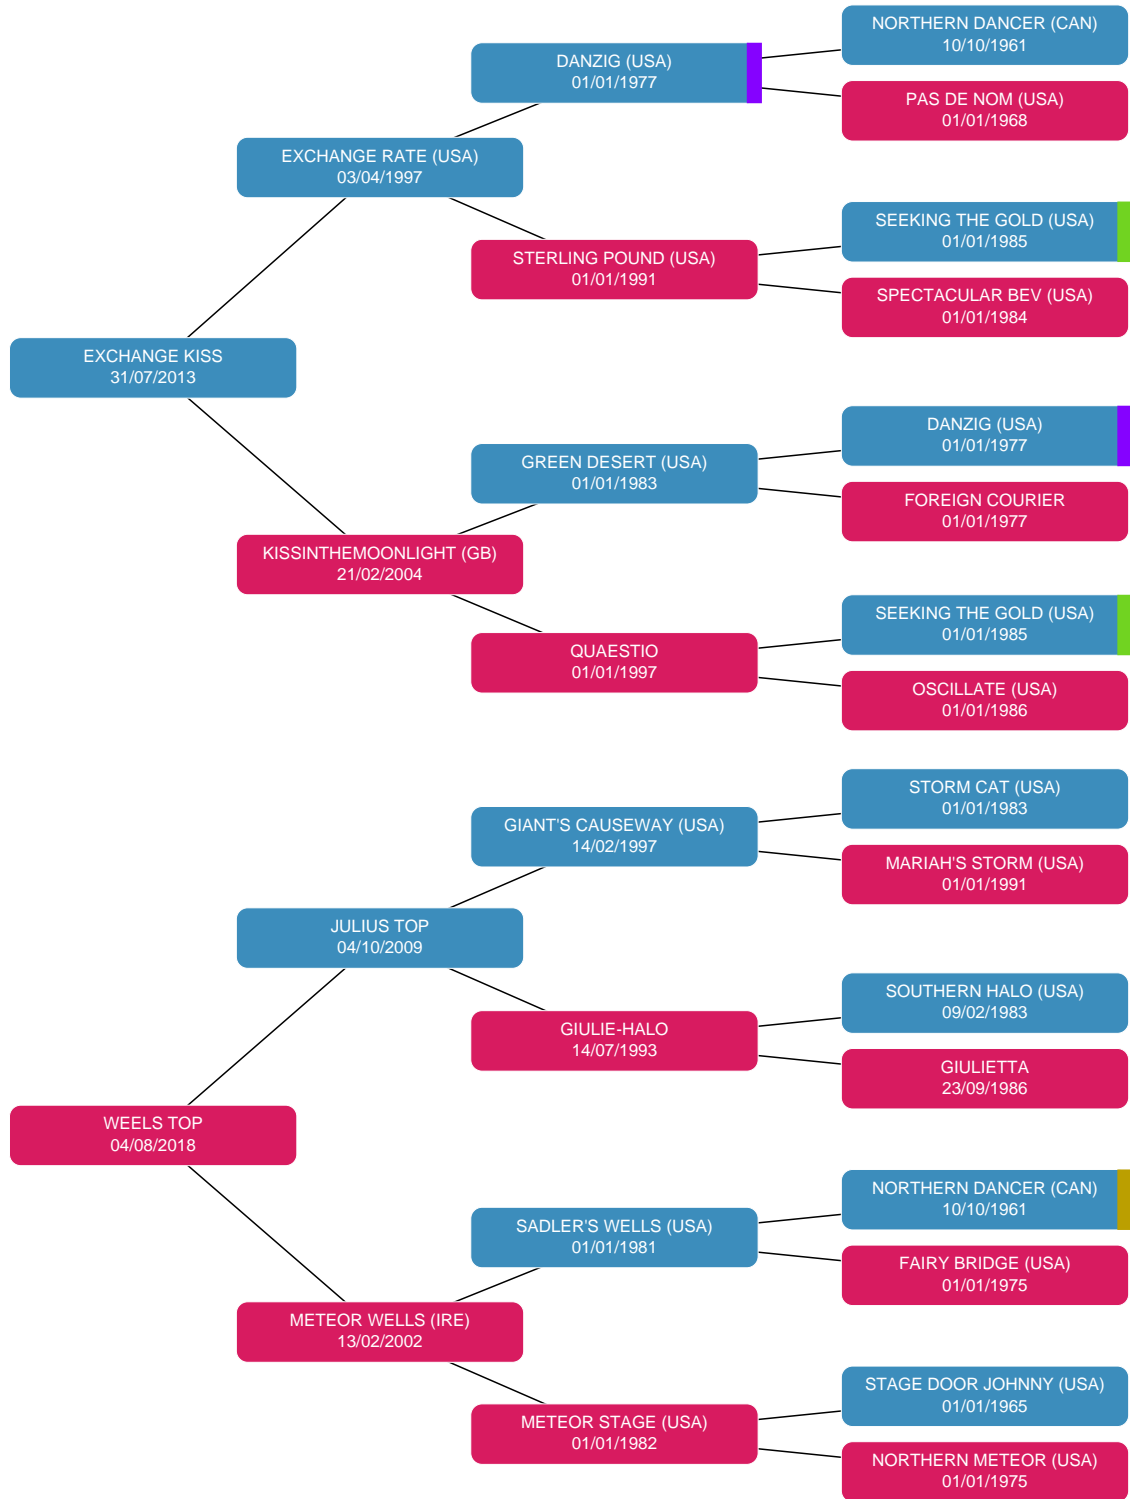 NORTHERN DANCER (CAN)
10/10/1961
DANZIG (USA)
01/01/1977
PAS DE NOM (USA)
01/01/1968
EXCHANGE RATE (USA)
03/04/1997
SEEKING THE GOLD (USA)
01/01/1985
STERLING POUND (USA)
01/01/1991
SPECTACULAR BEV (USA)
01/01/1984
EXCHANGE KISS
31/07/2013
DANZIG (USA)
01/01/1977
GREEN DESERT (USA)
01/01/1983
FOREIGN COURIER
01/01/1977
KISSINTHEMOONLIGHT (GB)
21/02/2004
SEEKING THE GOLD (USA)
01/01/1985
QUAESTIO
01/01/1997
OSCILLATE (USA)
01/01/1986
STORM CAT (USA)
01/01/1983
GIANT'S CAUSEWAY (USA)
14/02/1997
MARIAH'S STORM (USA)
01/01/1991
JULIUS TOP
04/10/2009
SOUTHERN HALO (USA)
09/02/1983
GIULIE-HALO
14/07/1993
GIULIETTA
23/09/1986
WEELS TOP
04/08/2018
NORTHERN DANCER (CAN)
10/10/1961
SADLER'S WELLS (USA)
01/01/1981
FAIRY BRIDGE (USA)
01/01/1975
METEOR WELLS (IRE)
13/02/2002
STAGE DOOR JOHNNY (USA)
01/01/1965
METEOR STAGE (USA)
01/01/1982
NORTHERN METEOR (USA)
01/01/1975